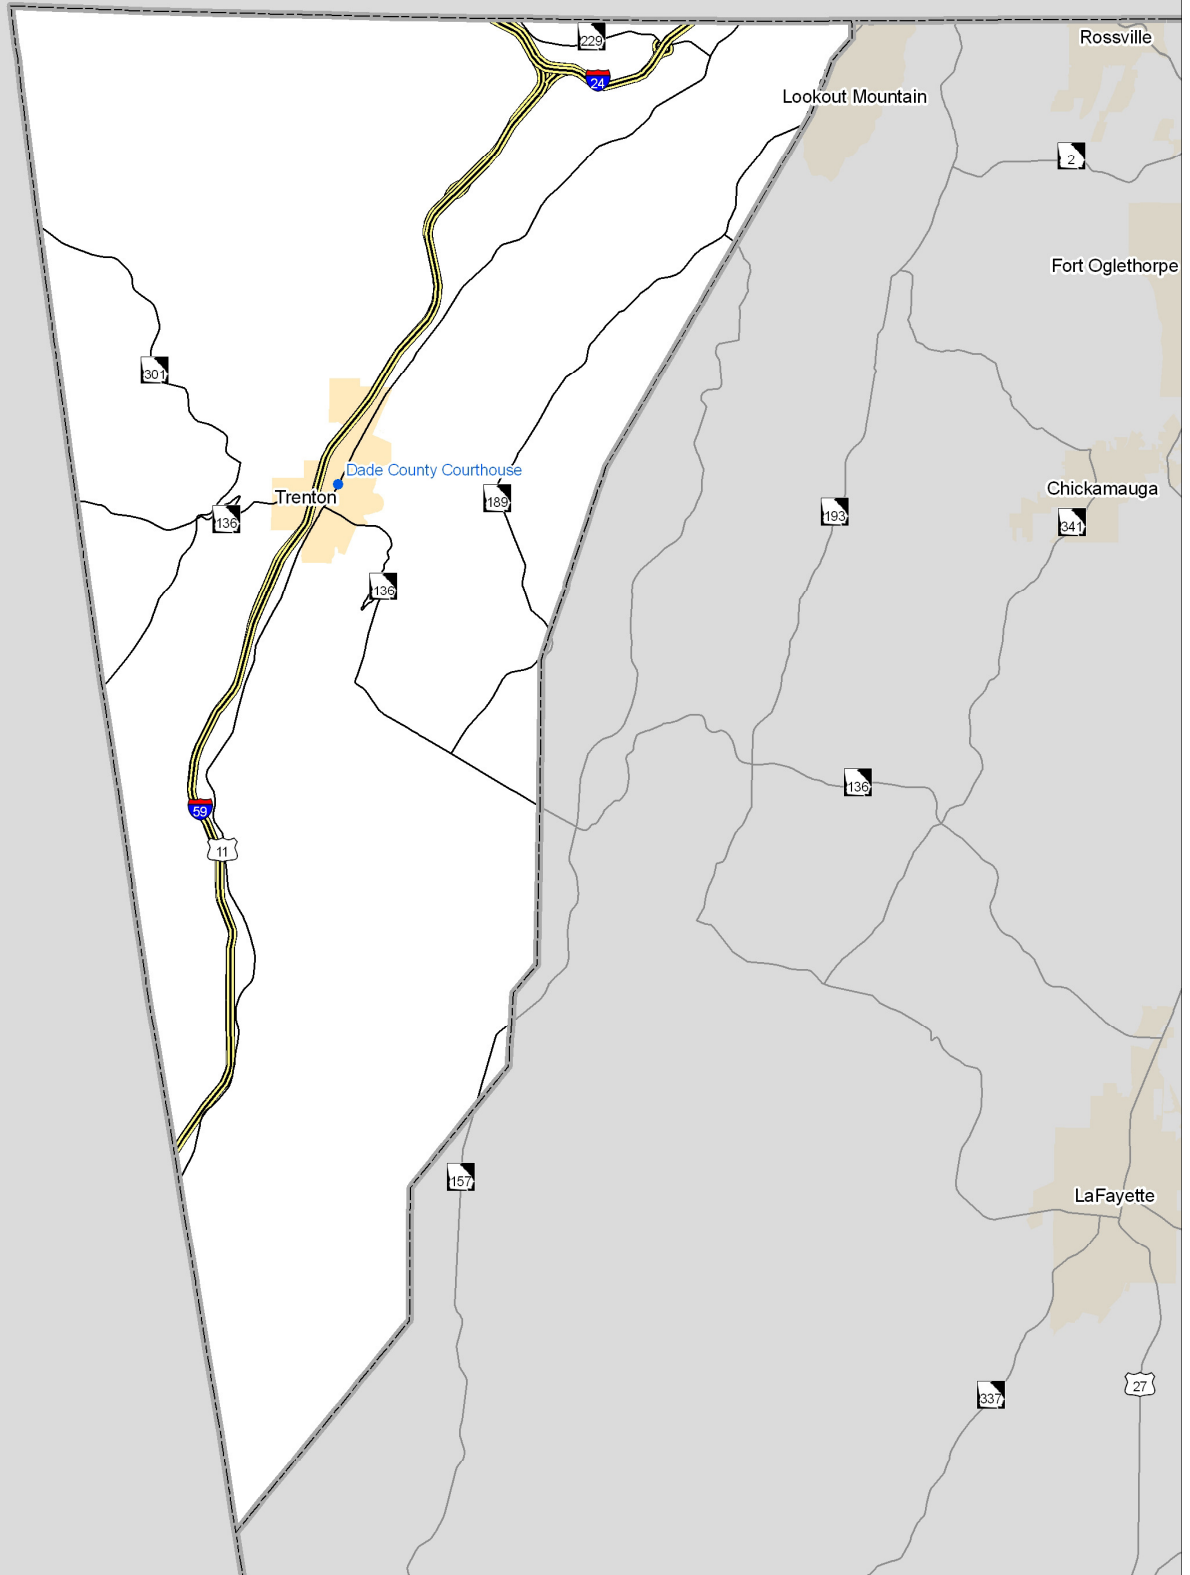 229
Rossville
24
Lookout Mountain
2
Fort Oglethorpe
301
Dade County Courthouse
Trenton
189
Chickamauga
136
193
341
136
136
59
11
157
LaFayette
337
27